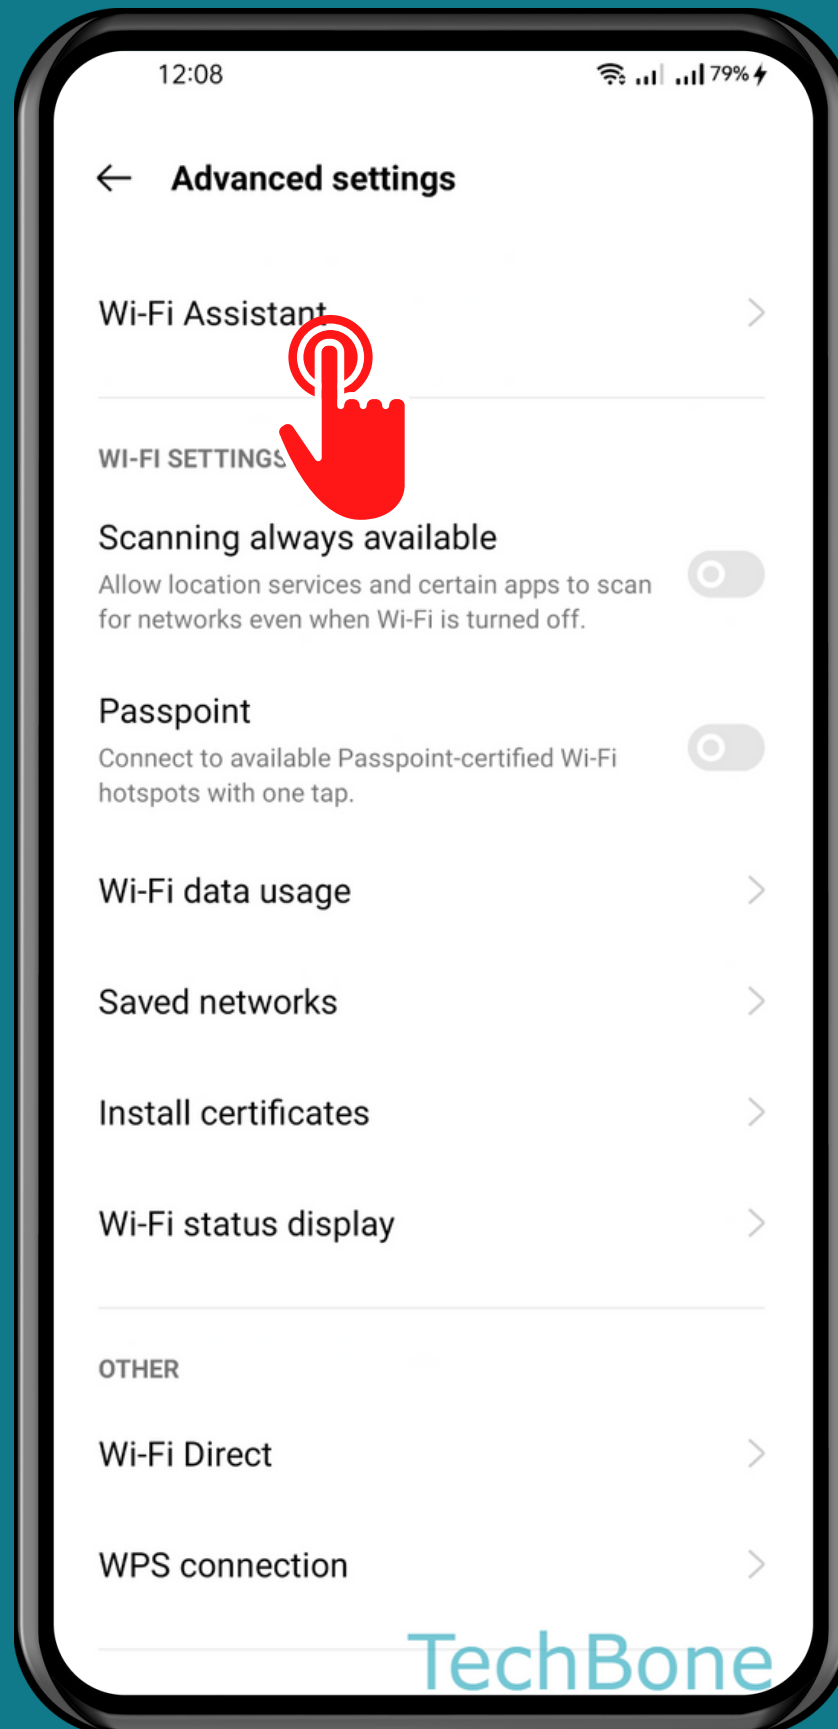 12:08
79%
Advanced settings
Wi-Fi Assistant
WI-FI SETTINGS
Scanning always available
Allow location services and certain apps to scan
for networks even when Wi-Fi is turned off.
Passpoint
Connect to available Passpoint-certified Wi-Fi
hotspots with one tap.
Wi-Fi data usage
Saved networks
Install certificates
Wi-Fi status display
OTHER
Wi-Fi Direct
WPS connection
TechBone